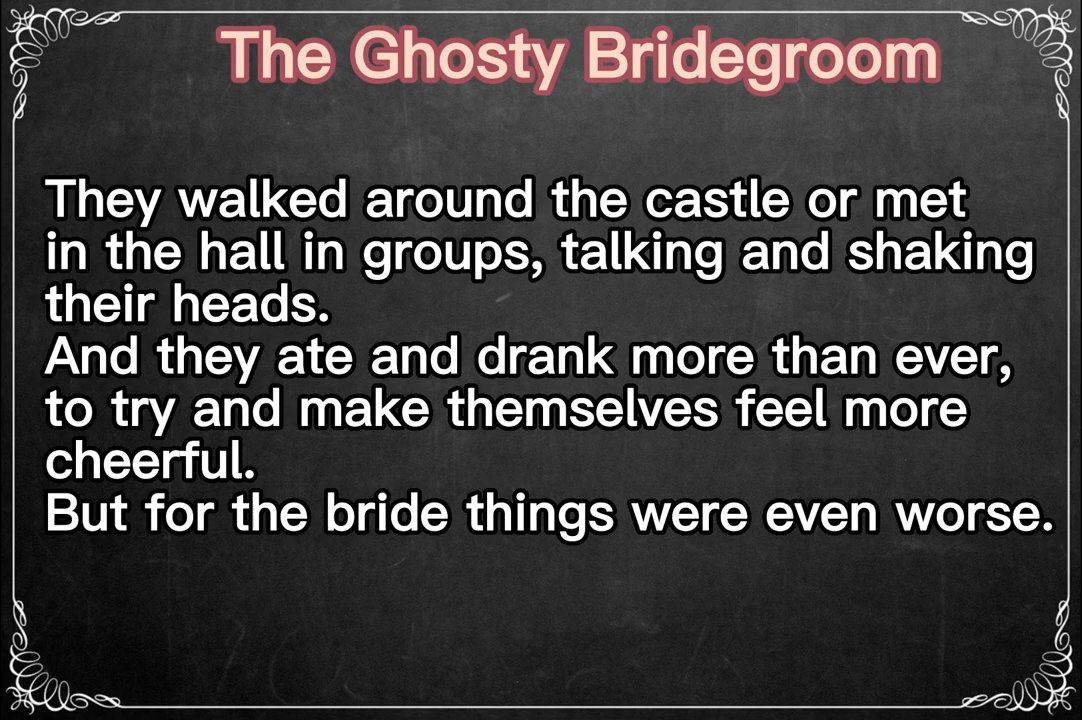 The Ghosty Bridegroom
They walked around the castle or met
in the hall in groups, talking and shaking
their heads.
And they ate and drank more than ever,
to try and make themselves feel more
cheerful.
But for the bride things were even worse.